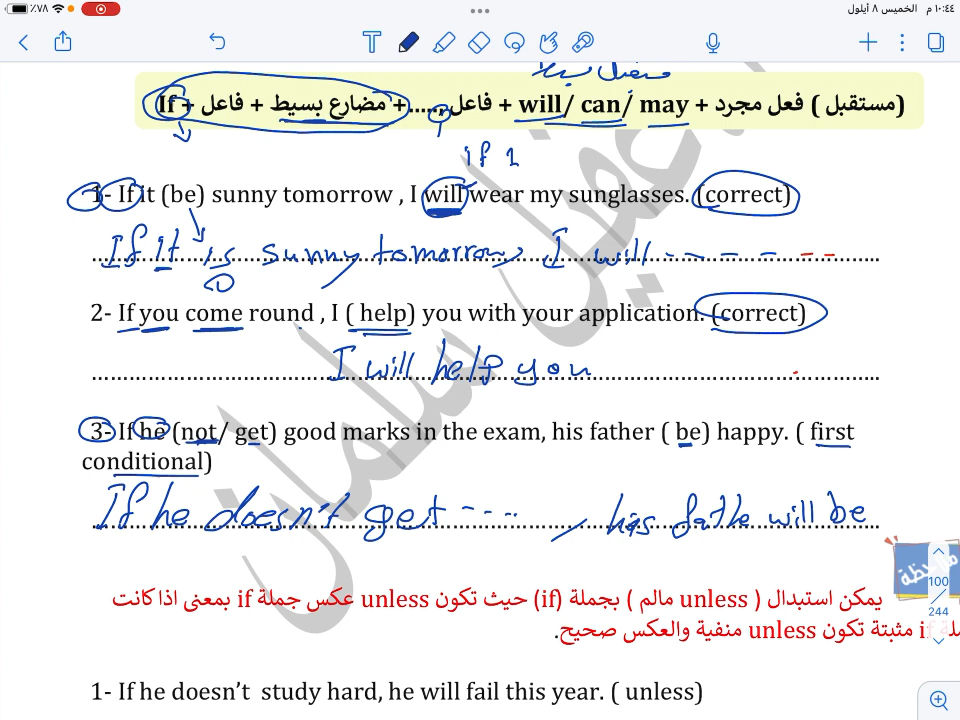 ١٠:٤٤ م الخميس ٨ أيلول
٪٧٨
T
If + فاعل + مضارع بسيط +....., فاعل + will/ can/ may + فعل مجرد ( مستقبل)
if 1
1- If it (be) sunny tomorrow , I will wear my sunglasses. (correct)
If it is sunny tomorrow, I will - - - - - -
2- If you come round , I ( help) you with your application. (correct)
I will help you
3- If he (not/ get) good marks in the exam, his father ( be) happy. ( first
conditional)
If he doesn't get - - - - , his fathe will be
ملاحظة
100
244
يمكن استبدال ( unless مالم ) بجملة (if) حيث تكون unless عكس جملة if بمعنى اذا كانت
if مثبتة تكون unless منفية والعكس صحيح.
1- If he doesn’t study hard, he will fail this year. ( unless)